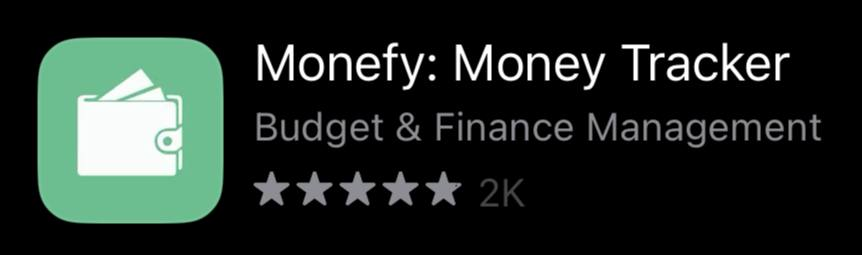 Monefy: Money Tracker
Budget & Finance Management
2K